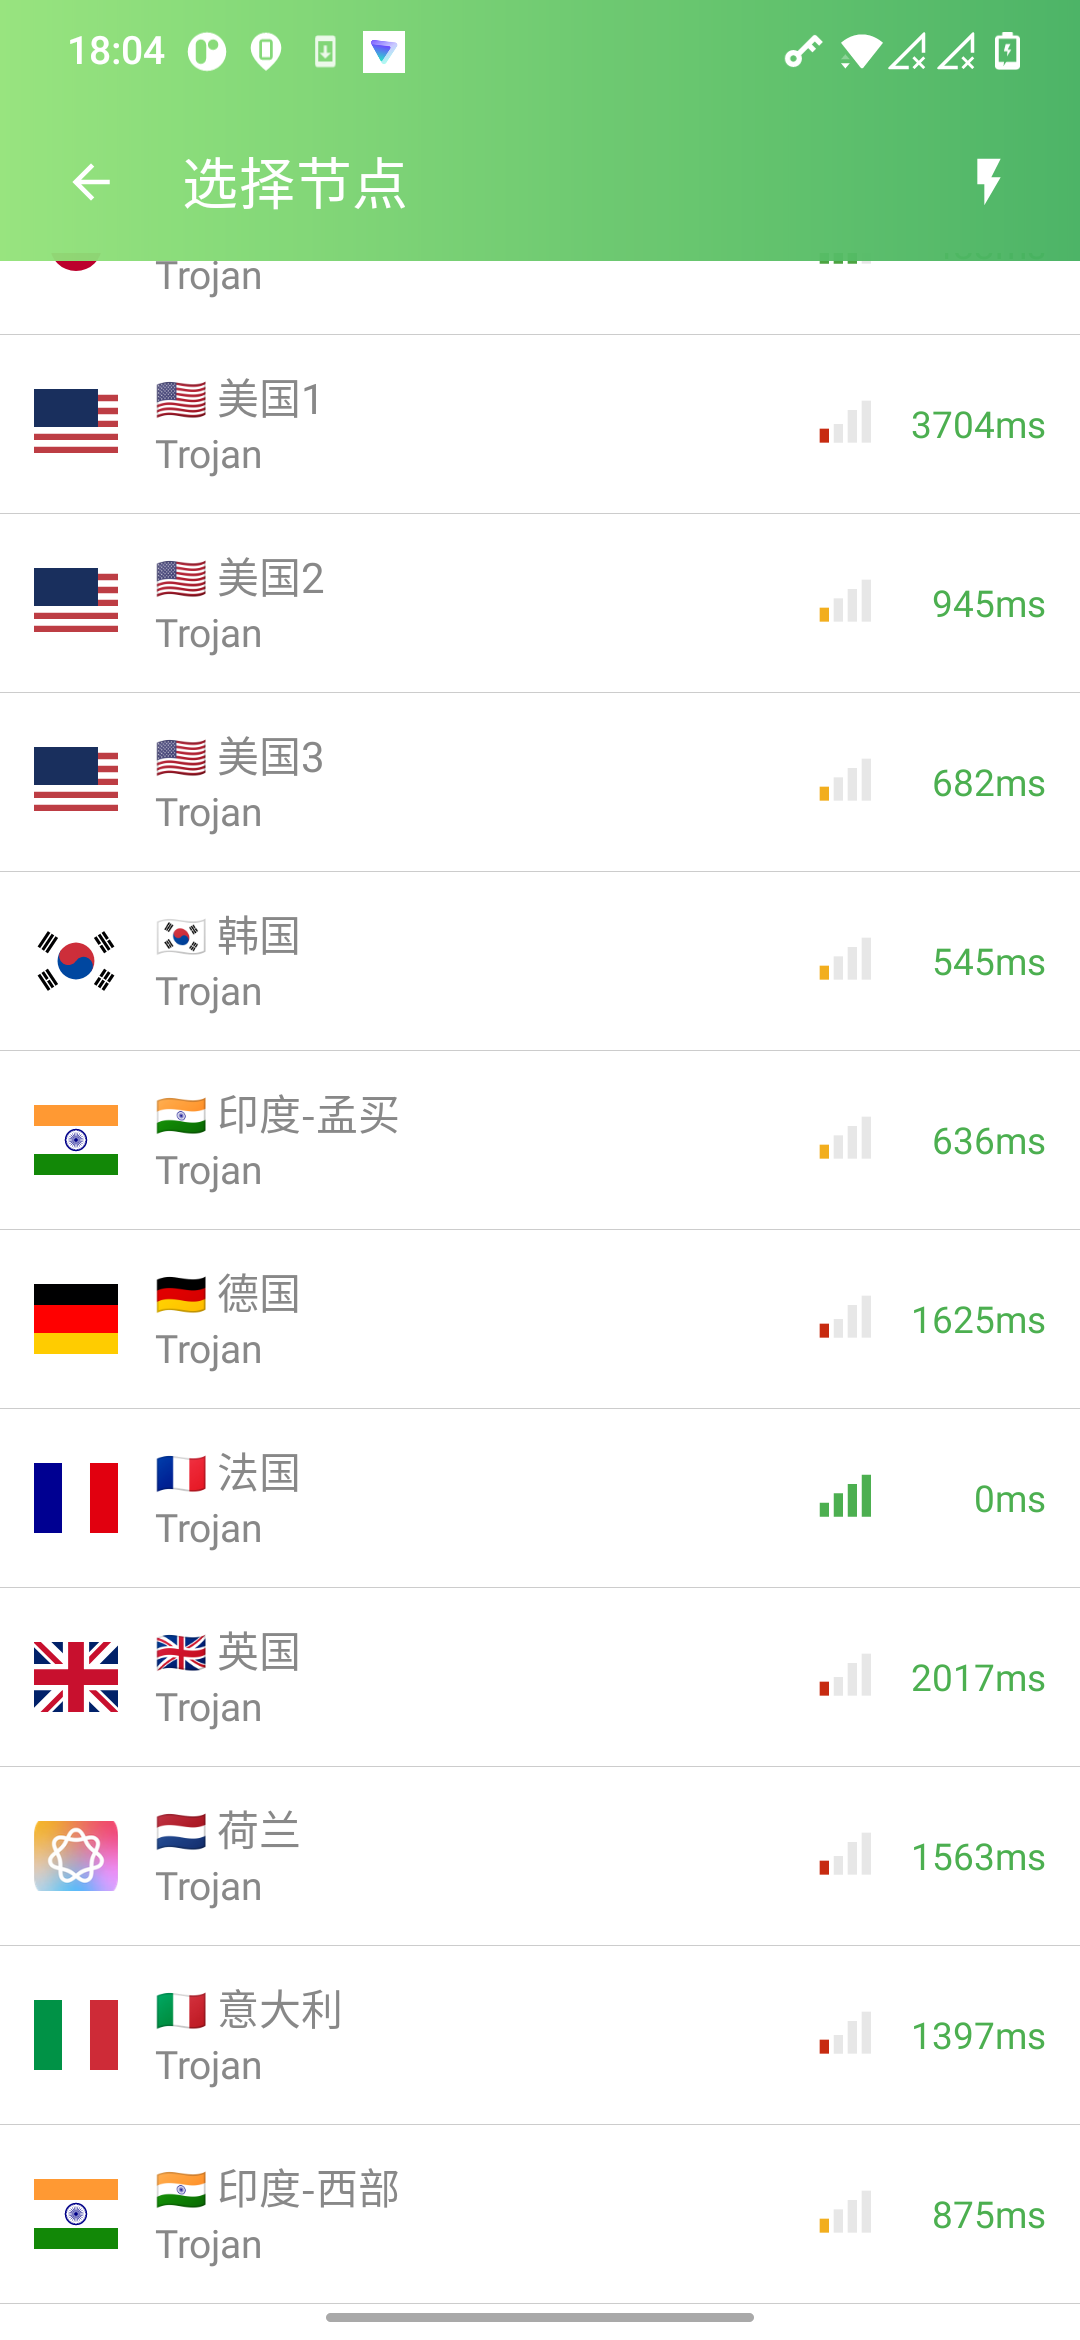 18:04
选择节点
Trojan
🇺🇸 美国1
Trojan
3704ms
🇺🇸 美国2
Trojan
945ms
🇺🇸 美国3
Trojan
682ms
🇰🇷 韩国
Trojan
545ms
🇮🇳 印度-孟买
Trojan
636ms
🇩🇪 德国
Trojan
1625ms
🇫🇷 法国
Trojan
0ms
🇬🇧 英国
Trojan
2017ms
🇳🇱 荷兰
Trojan
1563ms
🇮🇹 意大利
Trojan
1397ms
🇮🇳 印度-西部
Trojan
875ms